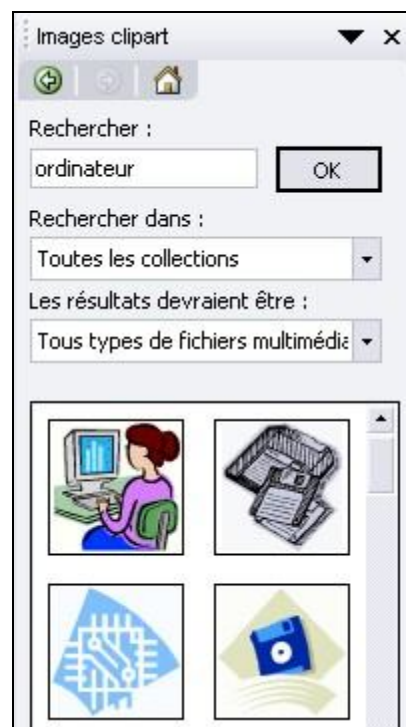 Images clipart
Rechercher :
ordinateur
OK
Rechercher dans :
Toutes les collections
Les résultats devraient être :
Tous types de fichiers multimédia